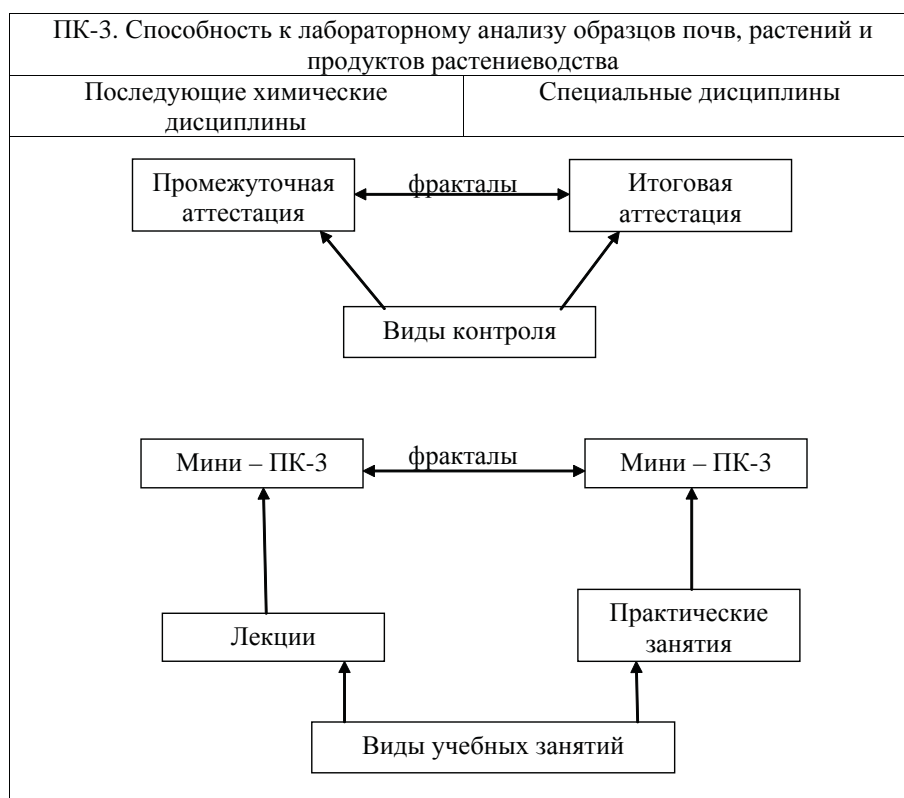 ПК-3. Способность к лабораторному анализу образцов почв, растений и
продуктов растениеводства
Последующие химические
дисциплины
Специальные дисциплины
Промежуточная
аттестация
фракталы
Итоговая
аттестация
Виды контроля
Мини – ПК-3
фракталы
Мини – ПК-3
Лекции
Практические
занятия
Виды учебных занятий